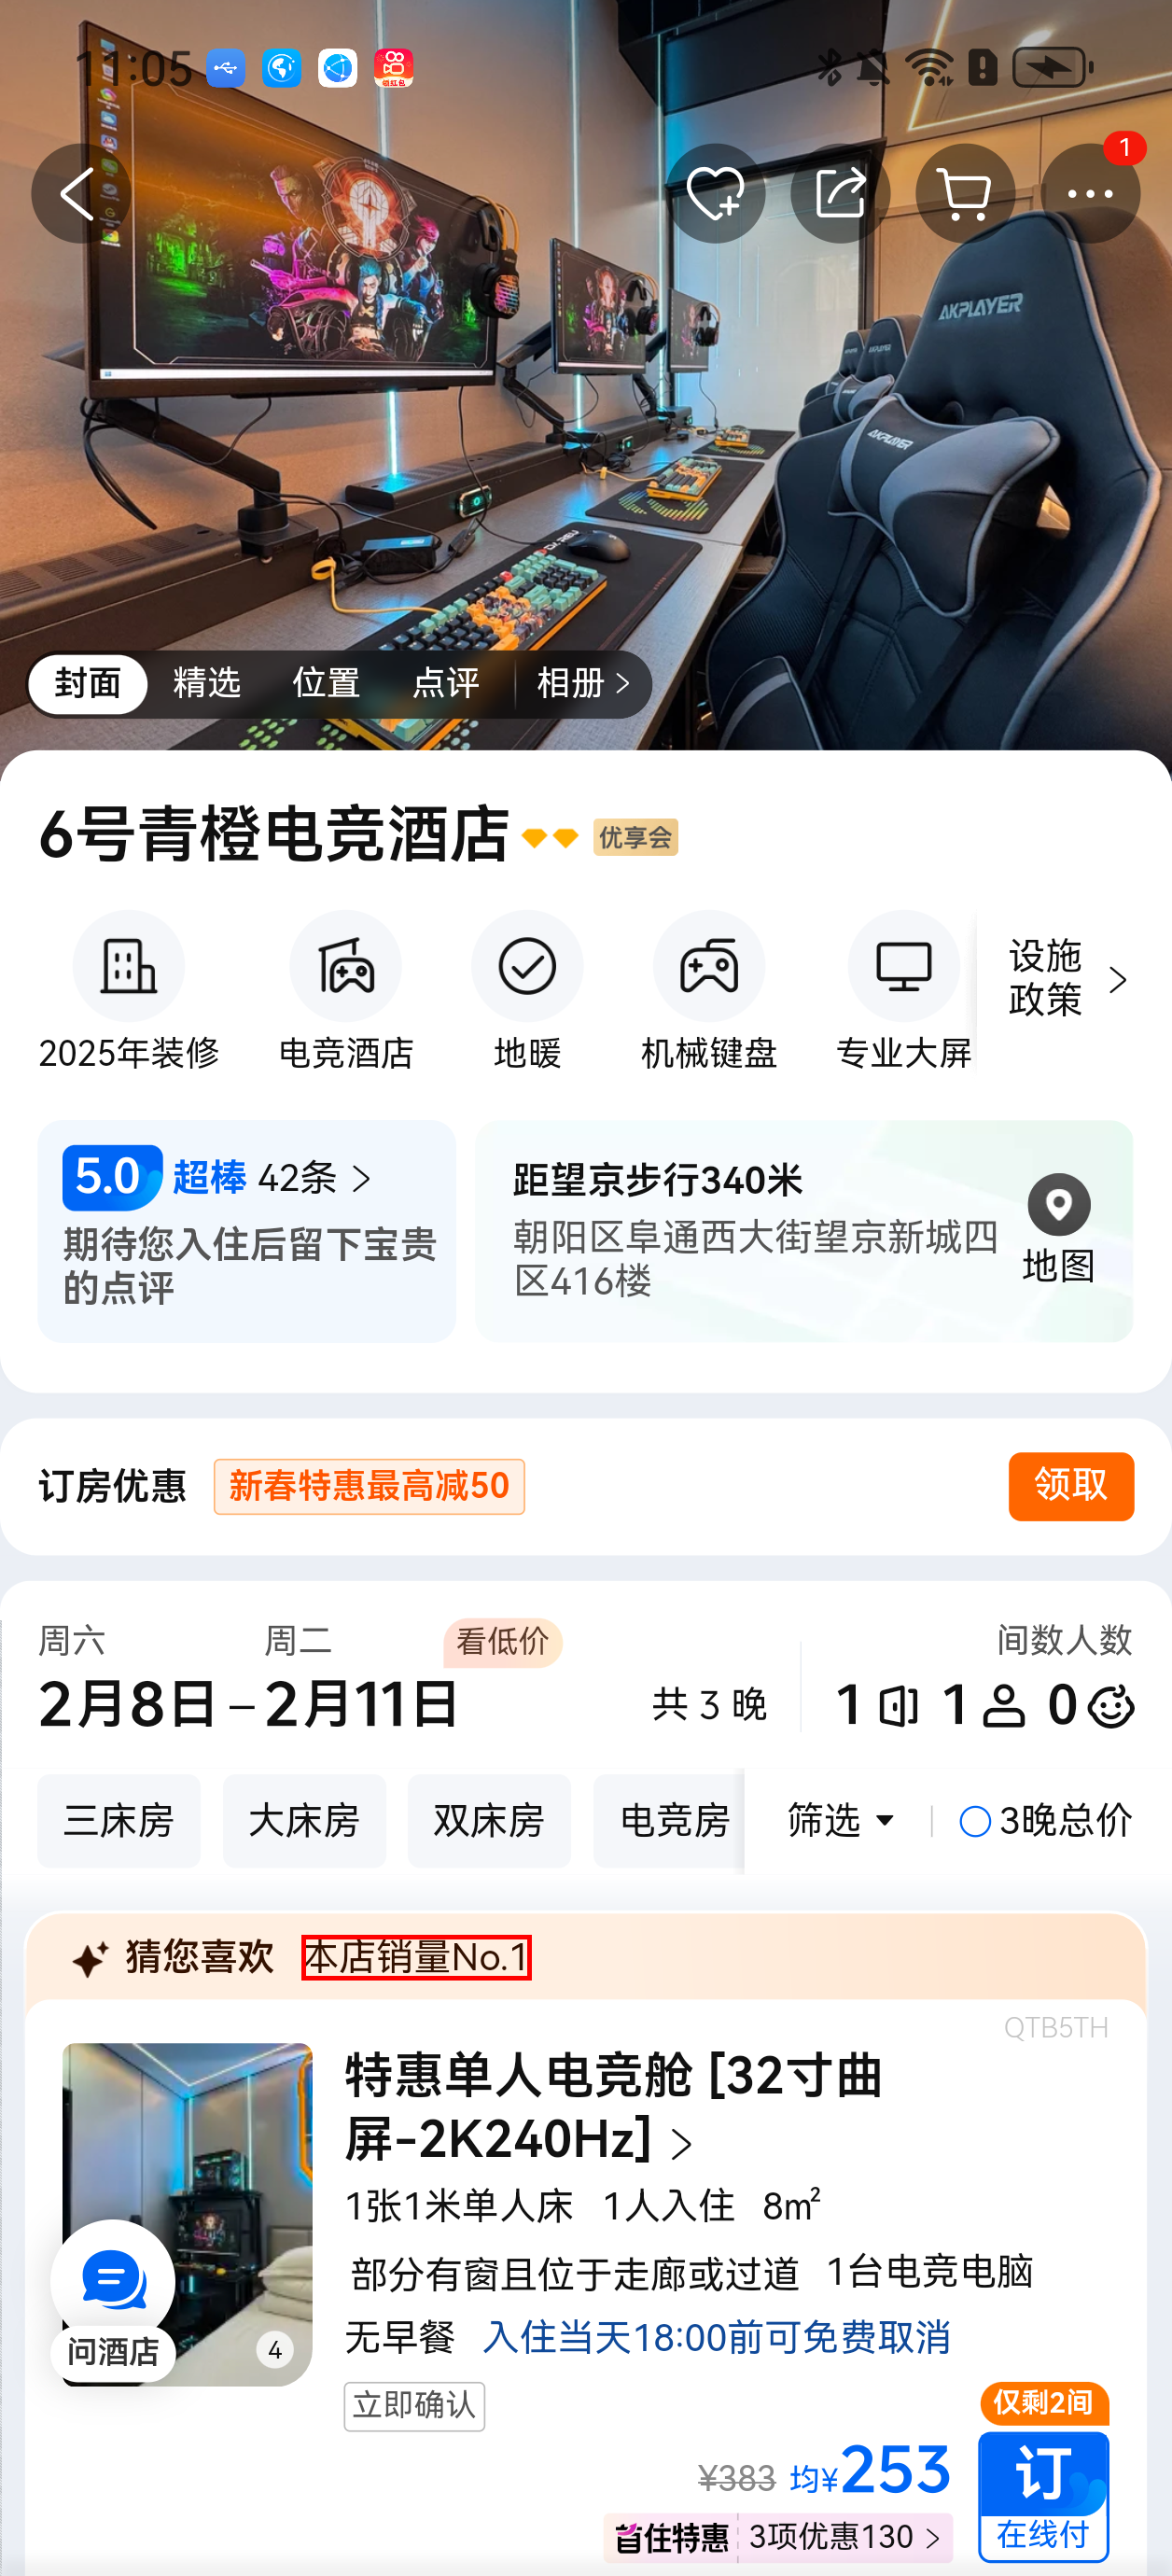 11:05
领红包
1
AKPLAYER
AKPLAYER
封面 精选 位置 点评 相册 >
6号青橙电竞酒店 优享会
2025年装修 电竞酒店 地暖 机械键盘 专业大屏
设施
政策
5.0 超棒 42条 >
期待您入住后留下宝贵
的点评
距望京步行340米
朝阳区阜通西大街望京新城四
区416楼
地图
订房优惠 新春特惠最高减50 领取
周六 周二 看低价 间数人数
2月8日 – 2月11日 共 3 晚 1 1 0
三床房 大床房 双床房 电竞房 筛选 3晚总价
猜您喜欢 本店销量No.1
QTB5TH
特惠单人电竞舱 [32寸曲
屏-2K240Hz] >
1张1米单人床 1人入住 8㎡
部分有窗且位于走廊或过道 1台电竞电脑
无早餐 入住当天18:00前可免费取消
问酒店
4
立即确认
仅剩2间
¥383 均¥253
订
在线付
首住特惠 3项优惠130 >